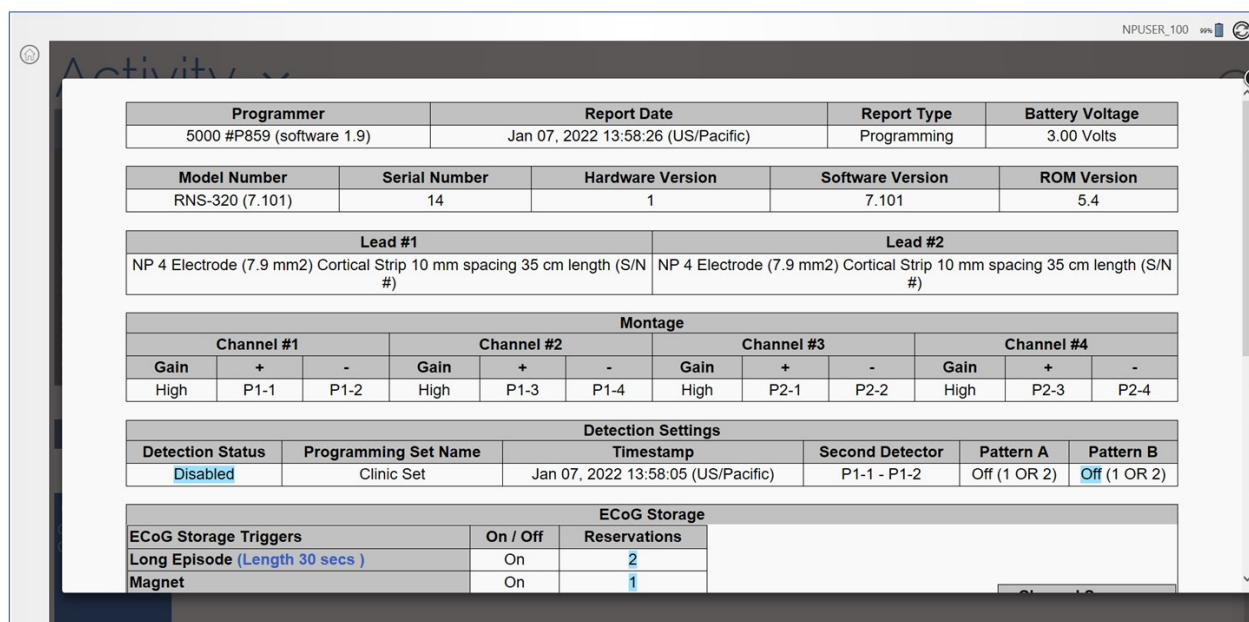 NPUSER_100 99%
Activity
Programmer Report Date Report Type Battery Voltage
5000 #P859 (software 1.9) Jan 07, 2022 13:58:26 (US/Pacific) Programming 3.00 Volts
Model Number Serial Number Hardware Version Software Version ROM Version
RNS-320 (7.101) 14 1 7.101 5.4
Lead #1 Lead #2
NP 4 Electrode (7.9 mm2) Cortical Strip 10 mm spacing 35 cm length (S/N NP 4 Electrode (7.9 mm2) Cortical Strip 10 mm spacing 35 cm length (S/N
#) #)
Montage
Channel #1 Channel #2 Channel #3 Channel #4
Gain + - Gain + - Gain + - Gain + -
High P1-1 P1-2 High P1-3 P1-4 High P2-1 P2-2 High P2-3 P2-4
Detection Settings
Detection Status Programming Set Name Timestamp Second Detector Pattern A Pattern B
Disabled Clinic Set Jan 07, 2022 13:58:05 (US/Pacific) P1-1 - P1-2 Off (1 OR 2) Off (1 OR 2)
ECoG Storage
ECoG Storage Triggers On / Off Reservations
Long Episode (Length 30 secs ) On 2
Magnet On 1